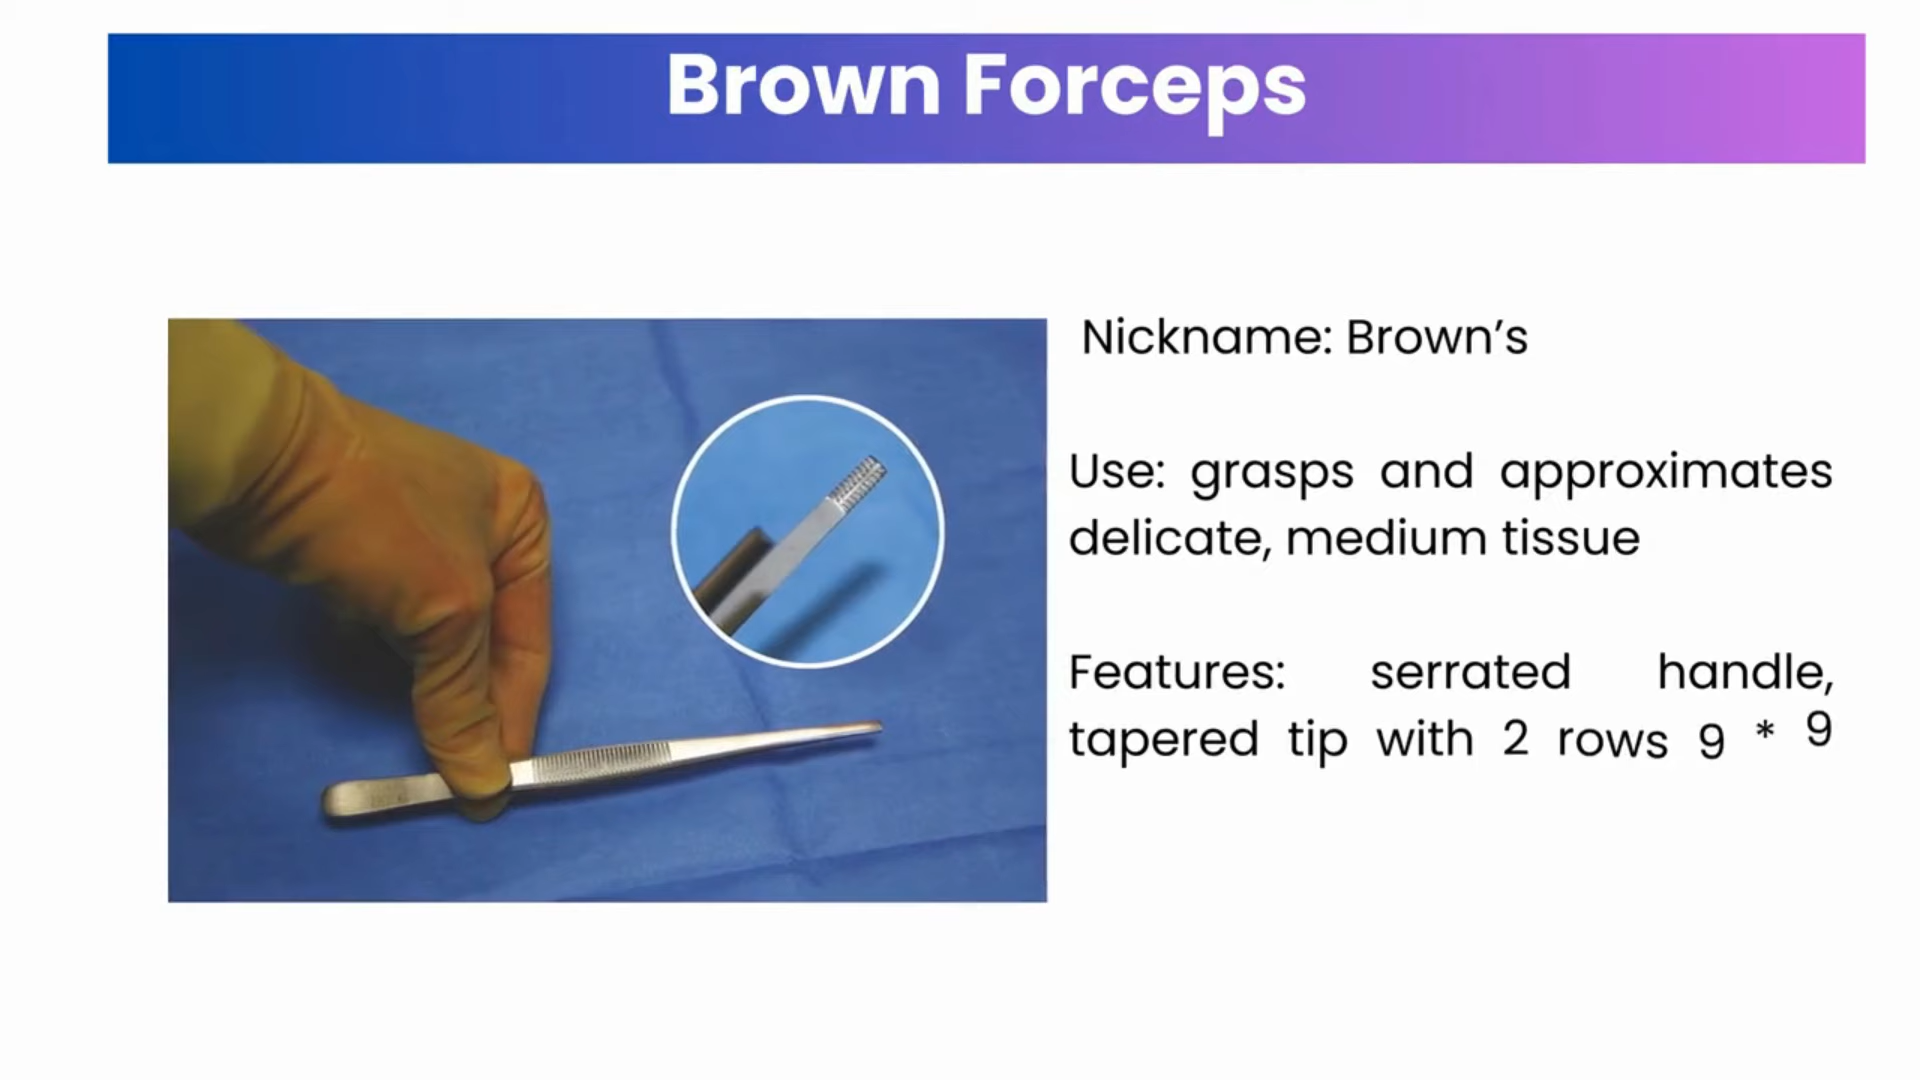 Brown Forceps
Nickname: Brown’s
Use: grasps and approximates
delicate, medium tissue
Features: serrated handle,
tapered tip with 2 rows 9 * 9